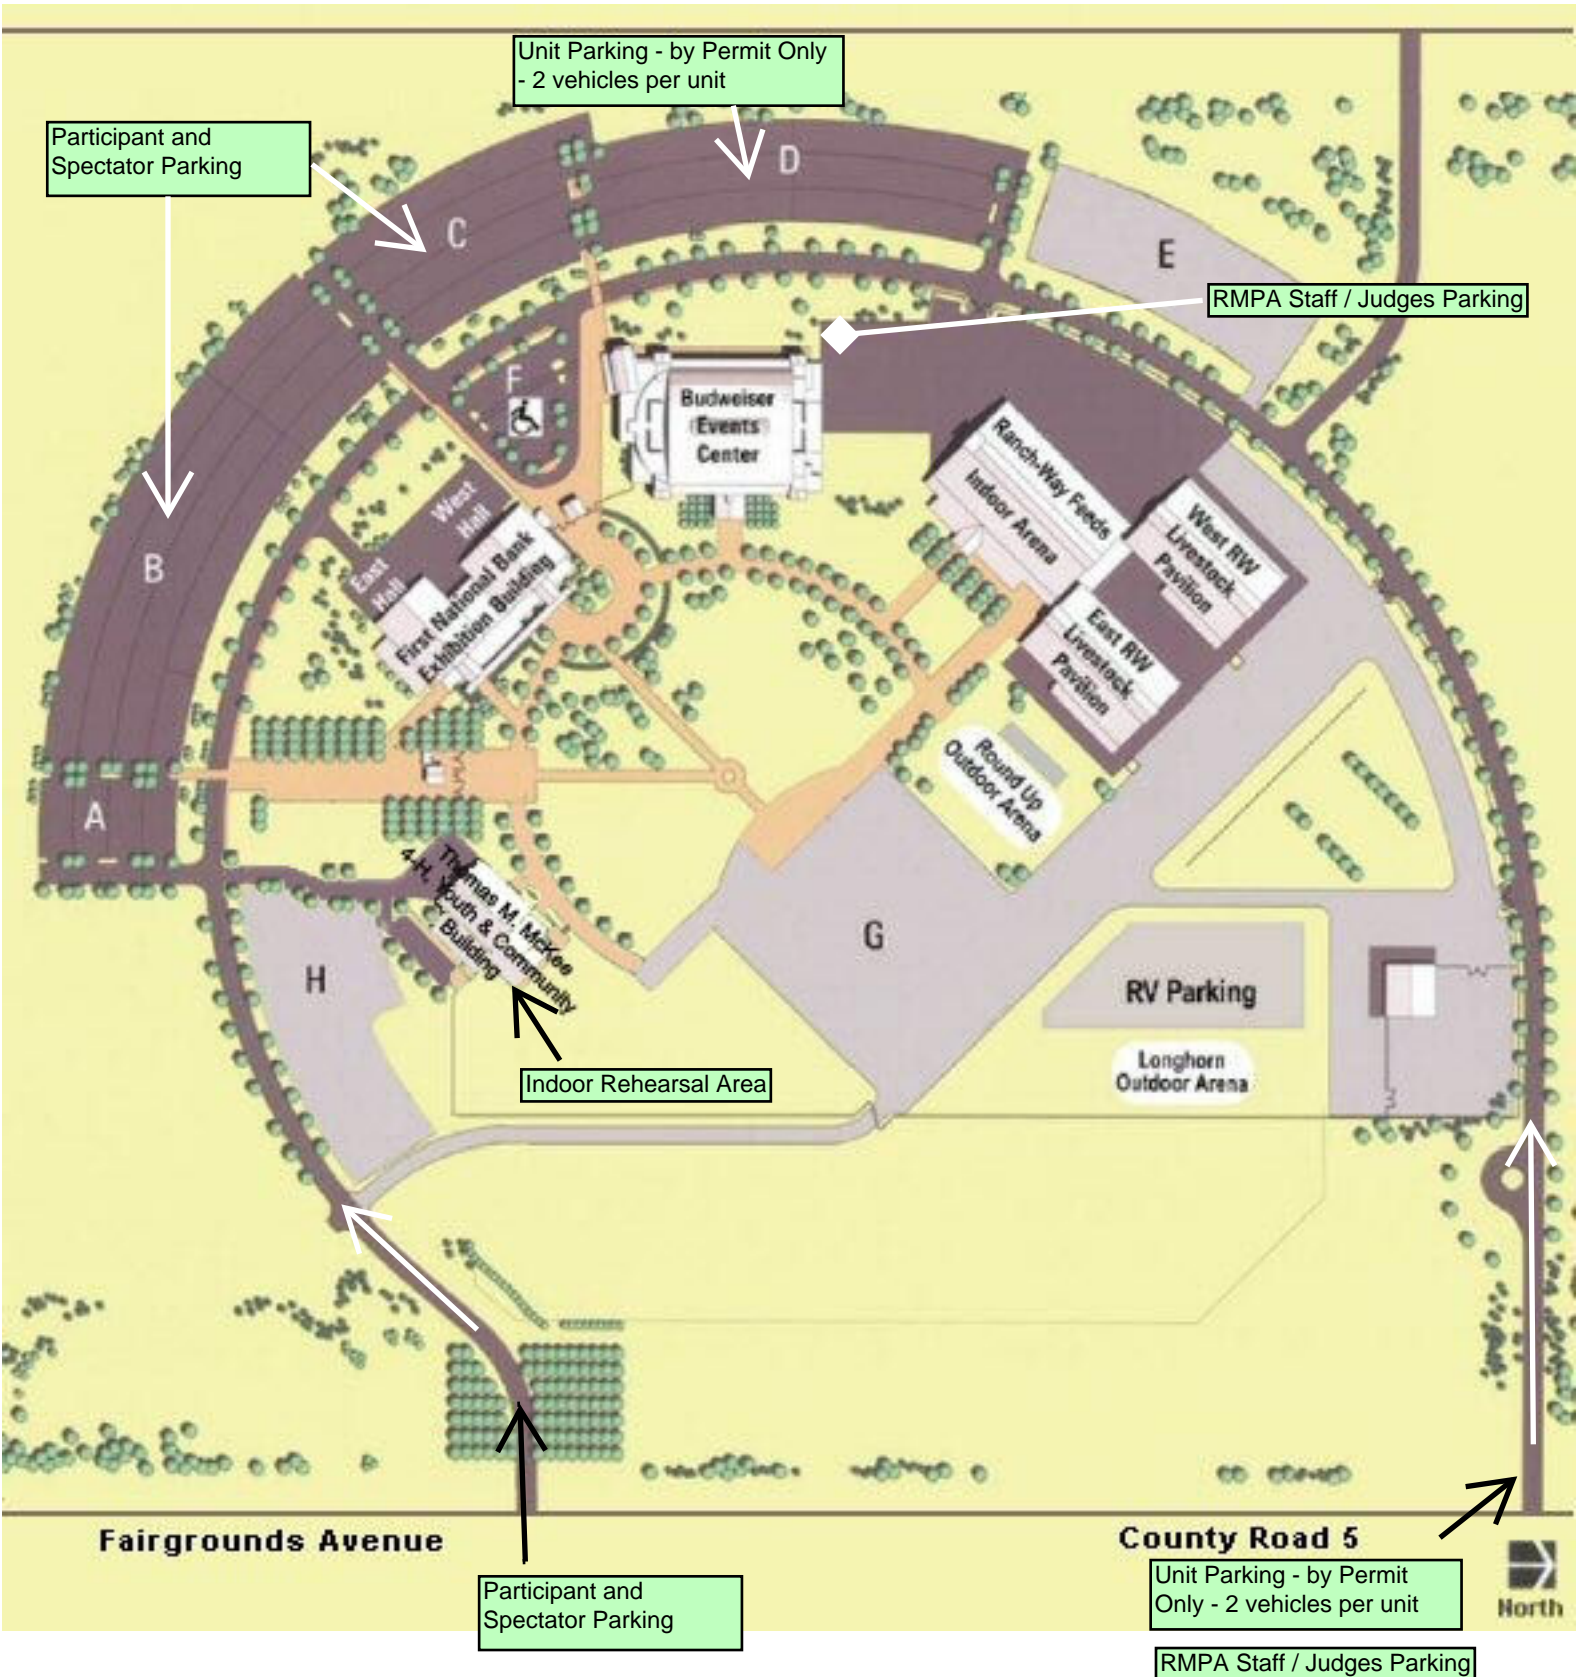 Unit Parking - by Permit Only
- 2 vehicles per unit
Participant and
Spectator Parking
D
C
E
RMPA Staff / Judges Parking
F
Budweiser
Events
Center
Ranch-Way Feeds
Indoor Arena
West RW
Livestock
Pavilion
West
Hall
East
Hall
First National Bank
Exhibition Building
B
East RW
Livestock
Pavilion
Round Up
Outdoor Arena
A
Thomas M. McKee
4-H, Youth & Community
Building
H
G
RV Parking
Longhorn
Outdoor Arena
Indoor Rehearsal Area
Fairgrounds Avenue
County Road 5
Participant and
Spectator Parking
Unit Parking - by Permit
Only - 2 vehicles per unit
North
RMPA Staff / Judges Parking